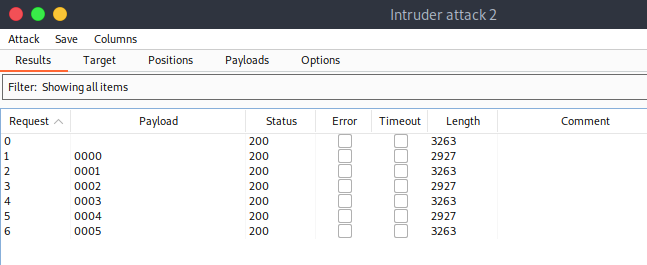 Intruder attack 2
Attack Save Columns
Results Target Positions Payloads Options
Filter: Showing all items
Request Payload Status Error Timeout Length Comment
0 200 3263
1 0000 200 2927
2 0001 200 3263
3 0002 200 2927
4 0003 200 3263
5 0004 200 2927
6 0005 200 3263